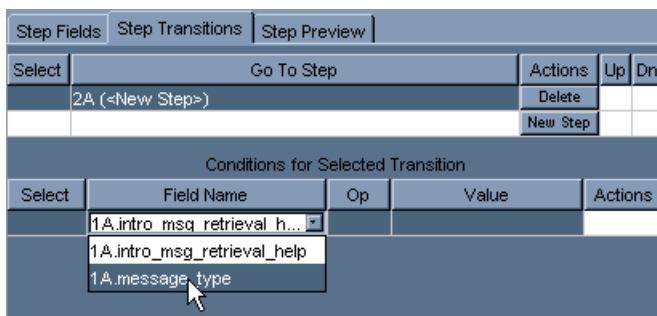 Step Fields Step Transitions Step Preview
Select Go To Step Actions Up Dn
2A (<New Step>) Delete
New Step
Conditions for Selected Transition
Select Field Name Op Value Actions
1A.intro_msg_retrieval_h...
1A.intro_msg_retrieval_help
1A.message_type